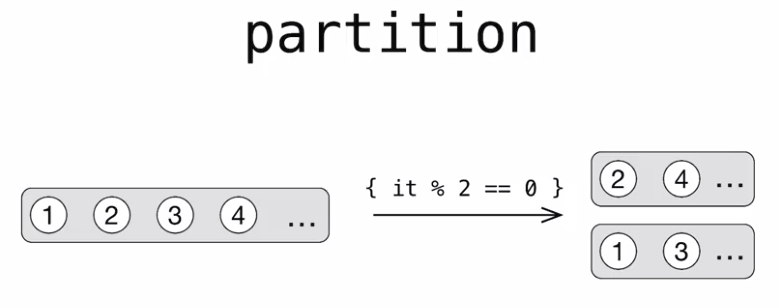 partition
{ it % 2 == 0 }
2 4 ...
1 2 3 4 ...
1 3 ...